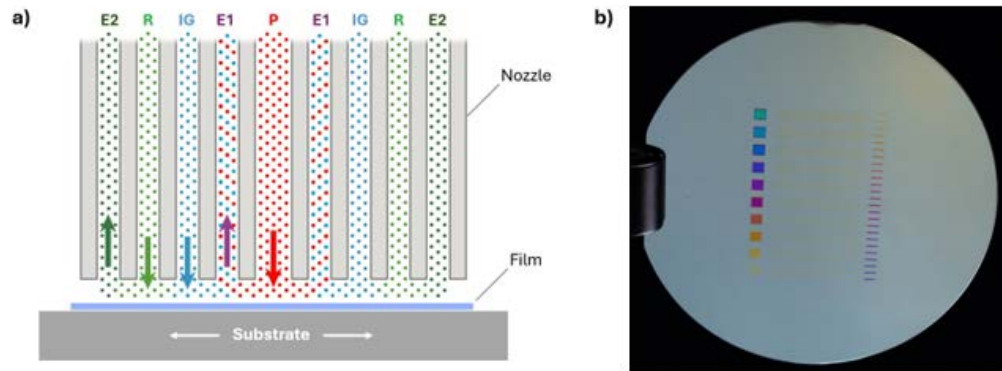 a)
E2 R IG E1 P E1 IG R E2
Nozzle
Film
Substrate
b)